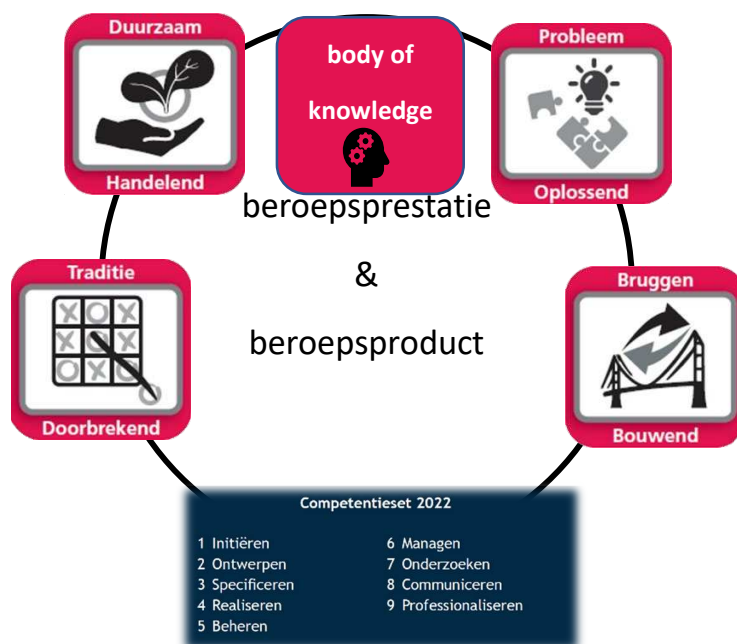 Duurzaam
Handelend
body of
knowledge
Probleem
Oplossend
beroepsprestatie
&
beroepsproduct
Traditie
Doorbrekend
Bruggen
Bouwend
Competentieset 2022
1 Initiëren
2 Ontwerpen
3 Specificeren
4 Realiseren
5 Beheren
6 Managen
7 Onderzoeken
8 Communiceren
9 Professionaliseren